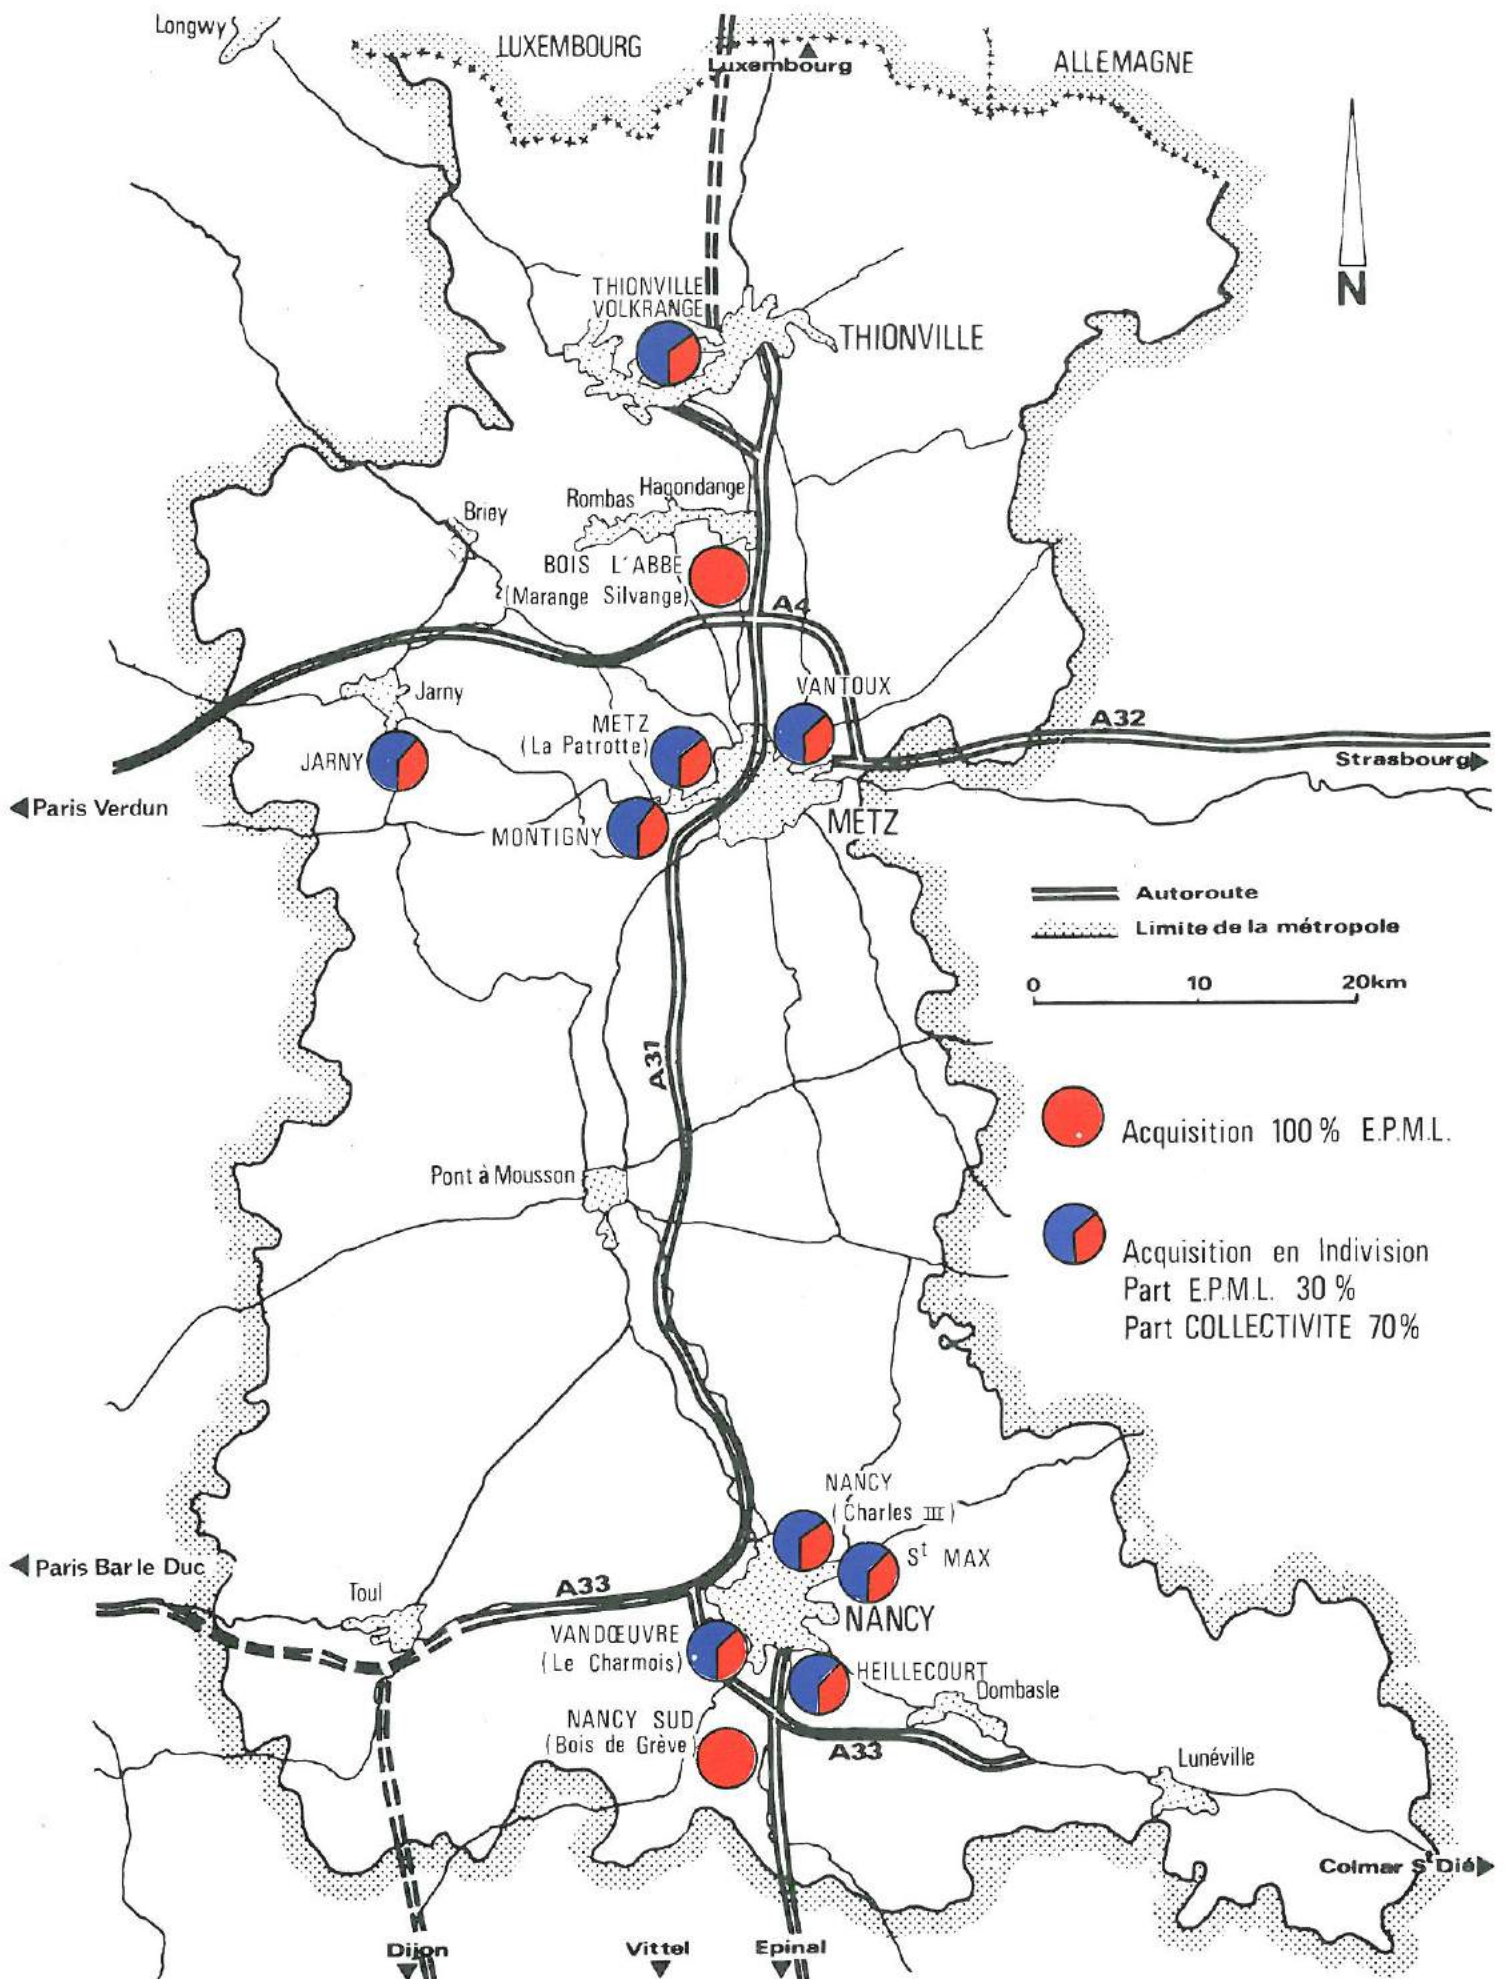 Longwy
LUXEMBOURG
Luxembourg
ALLEMAGNE
N
THIONVILLE
VOLKRANGE
THIONVILLE
Rombas
Hagondange
Briey
BOIS L'ABBE
(Marange Silvange)
A4
Jarny
VANTOUX
METZ
(La Patrotte)
A32
JARNY
Strasbourg
Paris Verdun
MONTIGNY
METZ
Autoroute
Limite de la métropole
0 10 20km
A31
Acquisition 100% E.P.M.L.
Pont à Mousson
Acquisition en Indivision
Part E.P.M.L. 30%
Part COLLECTIVITE 70%
NANCY
(Charles III)
St MAX
Paris Bar le Duc
Toul
A33
NANCY
VANDŒUVRE
(Le Charmois)
HEILLECOURT
Dombasle
NANCY SUD
(Bois de Grève)
A33
Lunéville
Colmar St Dié
Dijon
Vittel
Epinal